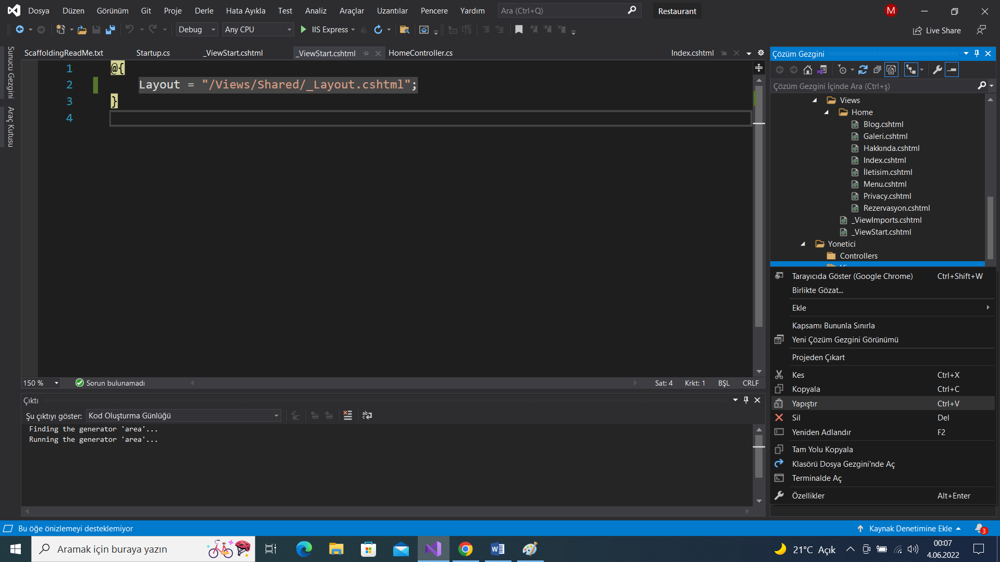 Dosya Düzen Görünüm Git Proje Derle Hata Ayıkla Test Analiz Araçlar Uzantılar Pencere Yardım Ara (Ctrl+Q) Restaurant M
Debug Any CPU IIS Express Live Share
Sunucu Gezgini
Araç Kutusu
ScaffoldingReadMe.txt Startup.cs _ViewStart.cshtml _ViewStart.cshtml HomeController.cs Index.cshtml
1 @{
2 Layout = "/Views/Shared/_Layout.cshtml";
3 }
4
150 % Sorun bulunamadı Sat: 4 Krkt: 1 BŞL CRLF
Çıktı
Şu çıktıyı göster: Kod Oluşturma Günlüğü
Finding the generator 'area'...
Running the generator 'area'...
Çözüm Gezgini
Çözüm Gezgini İçinde Ara (Ctrl+ş)
Views
Home
Blog.cshtml
Galeri.cshtml
Hakkında.cshtml
Index.cshtml
İletisim.cshtml
Menu.cshtml
Privacy.cshtml
Rezervasyon.cshtml
_ViewImports.cshtml
_ViewStart.cshtml
Yonetici
Controllers
Tarayıcıda Göster (Google Chrome) Ctrl+Shift+W
Birlikte Gözat...
Ekle
Kapsamı Bununla Sınırla
Yeni Çözüm Gezgini Görünümü
Projeden Çıkart
Kes Ctrl+X
Kopyala Ctrl+C
Yapıştır Ctrl+V
Sil Del
Yeniden Adlandır F2
Tam Yolu Kopyala
Klasörü Dosya Gezgini'nde Aç
Terminalde Aç
Özellikler Alt+Enter
Bu öğe önizlemeyi desteklemiyor Kaynak Denetimine Ekle 3
Aramak için buraya yazın 21°C Açık 00:07
4.06.2022